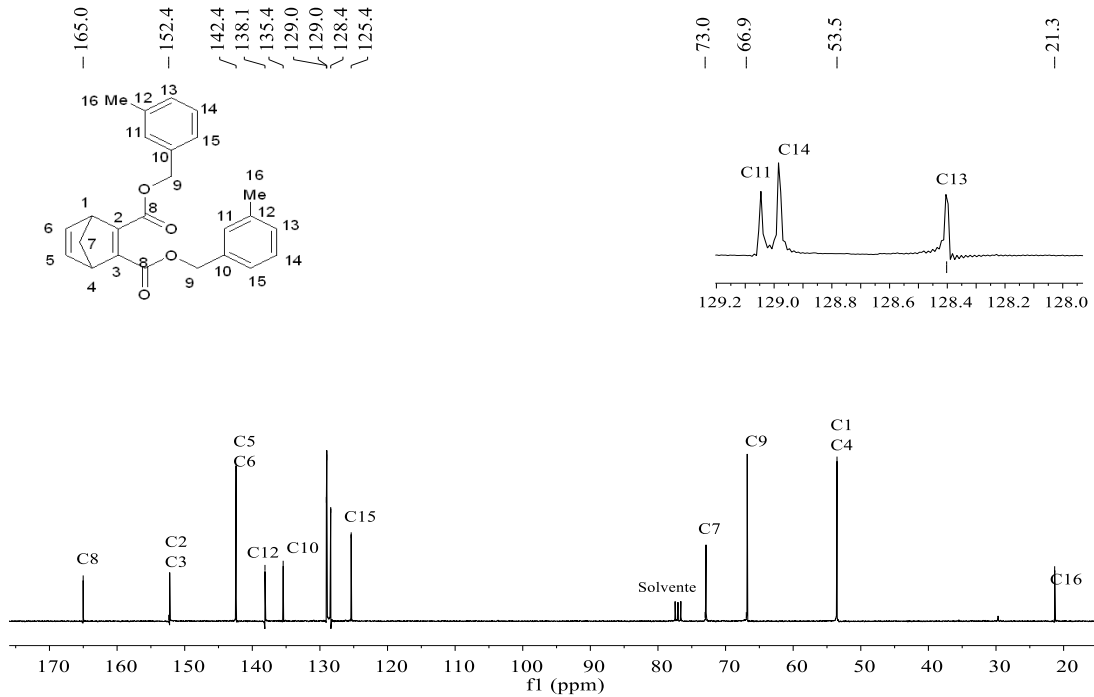 165.0 152.4 142.4 138.1 135.4 129.0 129.0 128.4 125.4 73.0 66.9 53.5 21.3
16 Me 12 13 14 11 15 10
9
O
16
Me
1 8 O 11 12 13
6 2
7
5 3 8 O 10 14
4 O 9 15
C11 C14 C13
129.2 129.0 128.8 128.6 128.4 128.2 128.0
C8
C2
C3
C5
C6
C12 C10
C15
Solvente
C7
C9
C1
C4
C16
170 160 150 140 130 120 110 100 90 80 70 60 50 40 30 20
f1 (ppm)